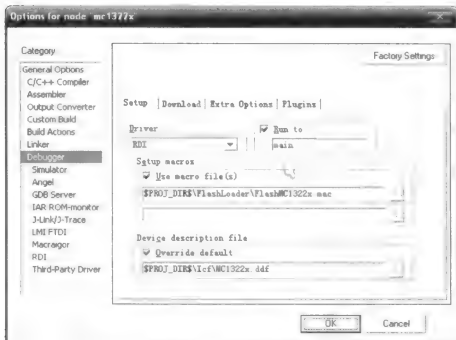 Options for node mc1322x
Category
General Options
C/C++ Compiler
Assembler
Output Converter
Custom Build
Build Actions
Linker
Debugger
Simulator
Angel
GDB Server
IAR ROM-monitor
J-Link/J-Trace
LMI FTDI
Macraigor
RDI
Third-Party Driver
Factory Settings
Setup Download Extra Options Plugins
Driver
RDI
Run to
main
Setup macros
Use macro file(s)
$PROJ_DIR$\FlashLoader\FlashMC1322x.mac
Device description file
Override default
$PROJ_DIR$\Icf\MC1322x.ddf
OK Cancel